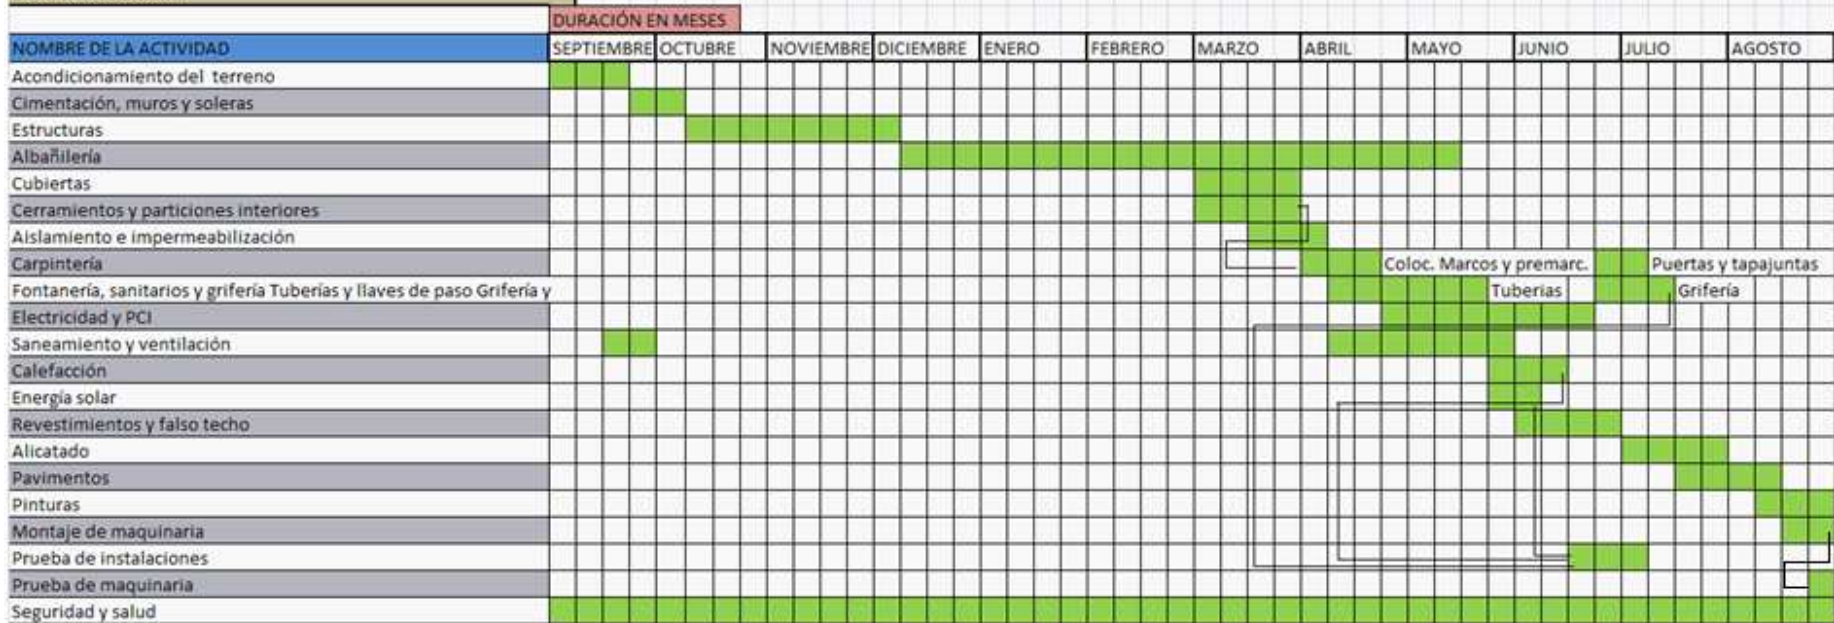 DURACIÓN EN MESES
NOMBRE DE LA ACTIVIDAD SEPTIEMBRE OCTUBRE NOVIEMBRE DICIEMBRE ENERO FEBRERO MARZO ABRIL MAYO JUNIO JULIO AGOSTO
Acondicionamiento del terreno
Cimentación, muros y soleras
Estructuras
Albañilería
Cubiertas
Cerramientos y particiones interiores
Aislamiento e impermeabilización
Carpintería Coloc. Marcos y premarc. Puertas y tapajuntas
Fontanería, sanitarios y grifería Tuberías y llaves de paso Grifería y Tuberias Grifería
Electricidad y PCI
Saneamiento y ventilación
Calefacción
Energía solar
Revestimientos y falso techo
Alicatado
Pavimentos
Pinturas
Montaje de maquinaria
Prueba de instalaciones
Prueba de maquinaria
Seguridad y salud